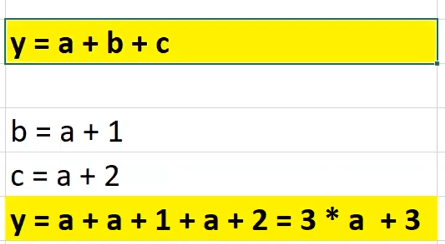 y = a + b + c
b = a + 1
c = a + 2
y = a + a + 1 + a + 2 = 3 * a  + 3